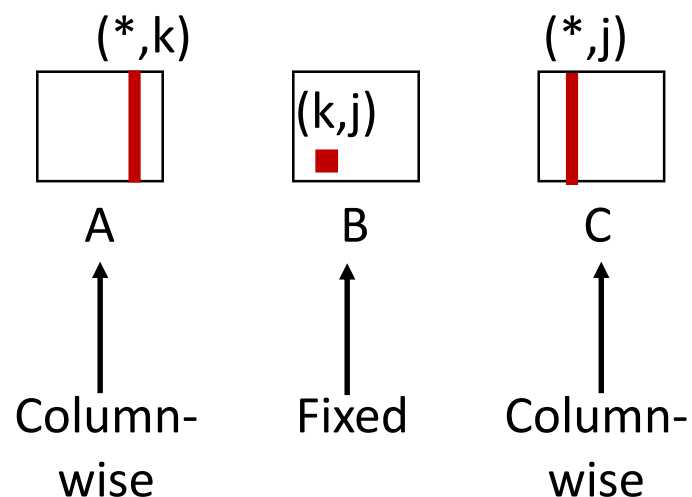 (*,k)
(*,j)
(k,j)
A
B
C
Column-
wise
Fixed
Column-
wise